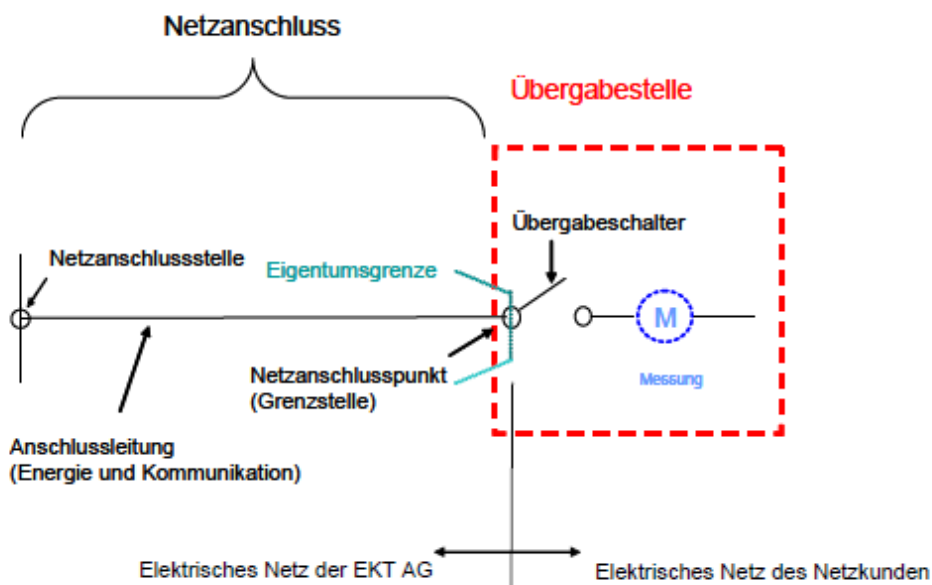 Netzanschluss
Übergabestelle
Übergabeschalter
Netzanschlussstelle
Eigentumsgrenze
M
Netzanschlusspunkt
(Grenzstelle)
Messung
Anschlussleitung
(Energie und Kommunikation)
Elektrisches Netz der EKT AG
Elektrisches Netz des Netzkunden